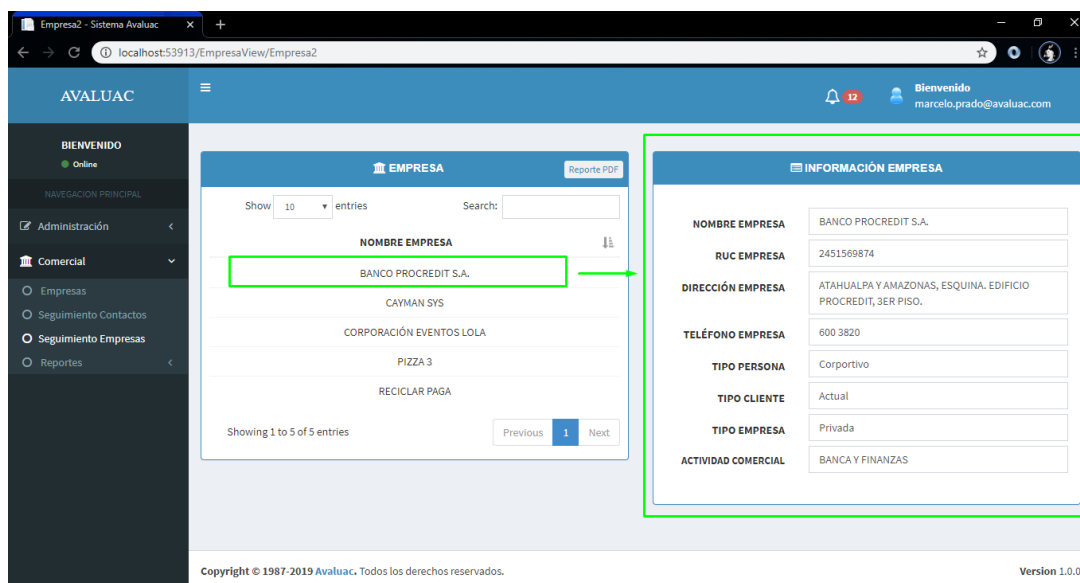 Empresa2 - Sistema Avaluac
localhost:53913/EmpresaView/Empresa2
AVALUAC
12
Bienvenido
marcelo.prado@avaluac.com
BIENVENIDO
Online
NAVEGACION PRINCIPAL
Administración
Comercial
Empresas
Seguimiento Contactos
Seguimiento Empresas
Reportes
EMPRESA
Reporte PDF
Show 10 entries
Search:
NOMBRE EMPRESA
BANCO PROCREDIT S.A.
CAYMAN SYS
CORPORACIÓN EVENTOS LOLA
PIZZA 3
RECICLAR PAGA
Showing 1 to 5 of 5 entries
Previous 1 Next
INFORMACIÓN EMPRESA
NOMBRE EMPRESA BANCO PROCREDIT S.A.
RUC EMPRESA 2451569874
DIRECCIÓN EMPRESA ATAHUALPA Y AMAZONAS, ESQUINA. EDIFICIO
PROCREDIT, 3ER PISO.
TELÉFONO EMPRESA 600 3820
TIPO PERSONA Corportivo
TIPO CLIENTE Actual
TIPO EMPRESA Privada
ACTIVIDAD COMERCIAL BANCA Y FINANZAS
Copyright © 1987-2019 Avaluac. Todos los derechos reservados.
Version 1.0.0